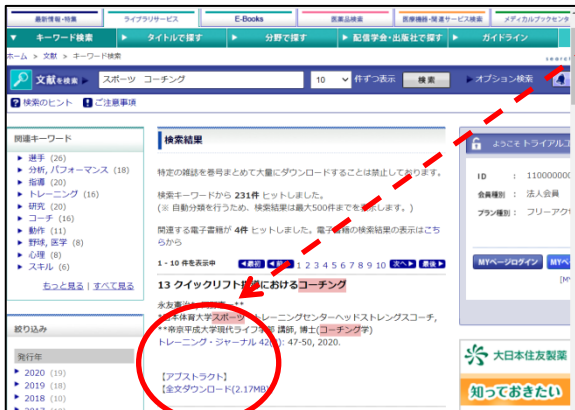 最新情報・特集 ライブラリサービス E-Books 医薬品検索 医療機器・関連サービス検索 メディカルブックセンター
キーワード検索 タイトルで探す 分野で探す 配信学会・出版社で探す ガイドライン
ホーム > 文献 > キーワード検索
文献を検索 スポーツ コーチング 10 件ずつ表示 検索 オプション検索
検索のヒント ご注意事項
関連キーワード
選手 (26)
分析, パフォーマンス (18)
指導 (20)
トレーニング (16)
研究 (20)
コーチ (16)
動作 (11)
野球, 医学 (8)
心理 (8)
スキル (6)
もっと見る | すべて見る
絞り込み
発行年
2020 (19)
2019 (18)
2018 (10)
検索結果
特定の雑誌を巻号まとめて大量にダウンロードすることは禁止しております。
検索キーワードから 231件 ヒットしました。
(※ 自動分類を行うため、検索結果は最大500件までを表示します。)
関連する電子書籍が 4件 ヒットしました。電子書籍の検索結果の表示はこち
らから
1 - 10 件を表示中 最初 1 2 3 4 5 6 7 8 9 10 次へ 最後
13 クイックリフト指導におけるコーチング
トレーニングセンターヘッドストレングスコーチ,
**帝京平成大学現代ライフ学部 講師, 博士(コーチング学)
トレーニング・ジャーナル 42 : 47-50, 2020.
【アブストラクト】
【全文ダウンロード(2.17MB)
ようこそ トライアルユ
ID : 110000000
会員種別 : 法人会員
プラン種別 : フリーアクセ
MYページログイン MYペ
大日本住友製薬
知っておきたい